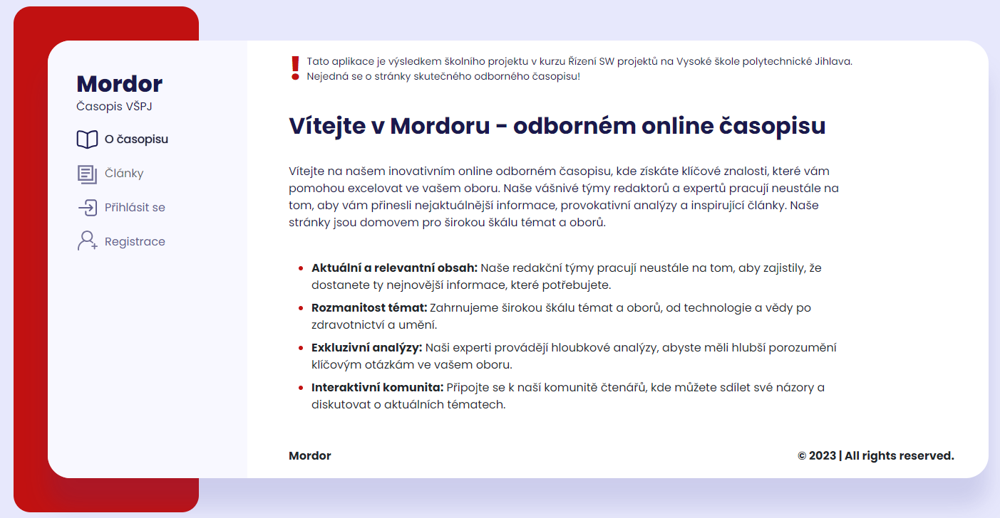 Mordor
Časopis VŠPJ
O časopisu
Články
Přihlásit se
Registrace
! Tato aplikace je výsledkem školního projektu v kurzu Řízení SW projektů na Vysoké škole polytechnické Jihlava.
Nejedná se o stránky skutečného odborného časopisu!
Vítejte v Mordoru - odborném online časopisu
Vítejte na našem inovativním online odborném časopisu, kde získáte klíčové znalosti, které vám
pomohou excelovat ve vašem oboru. Naše vášnivé týmy redaktorů a expertů pracují neustále na
tom, aby vám přinesli nejaktuálnější informace, provokativní analýzy a inspirující články. Naše
stránky jsou domovem pro širokou škálu témat a oborů.
• Aktuální a relevantní obsah: Naše redakční týmy pracují neustále na tom, aby zajistily, že
dostanete ty nejnovější informace, které potřebujete.
• Rozmanitost témat: Zahrnujeme širokou škálu témat a oborů, od technologie a vědy po
zdravotnictví a umění.
• Exkluzivní analýzy: Naši experti provádějí hloubkové analýzy, abyste měli hlubší porozumění
klíčovým otázkám ve vašem oboru.
• Interaktivní komunita: Připojte se k naší komunitě čtenářů, kde můžete sdílet své názory a
diskutovat o aktuálních tématech.
Mordor
© 2023 | All rights reserved.